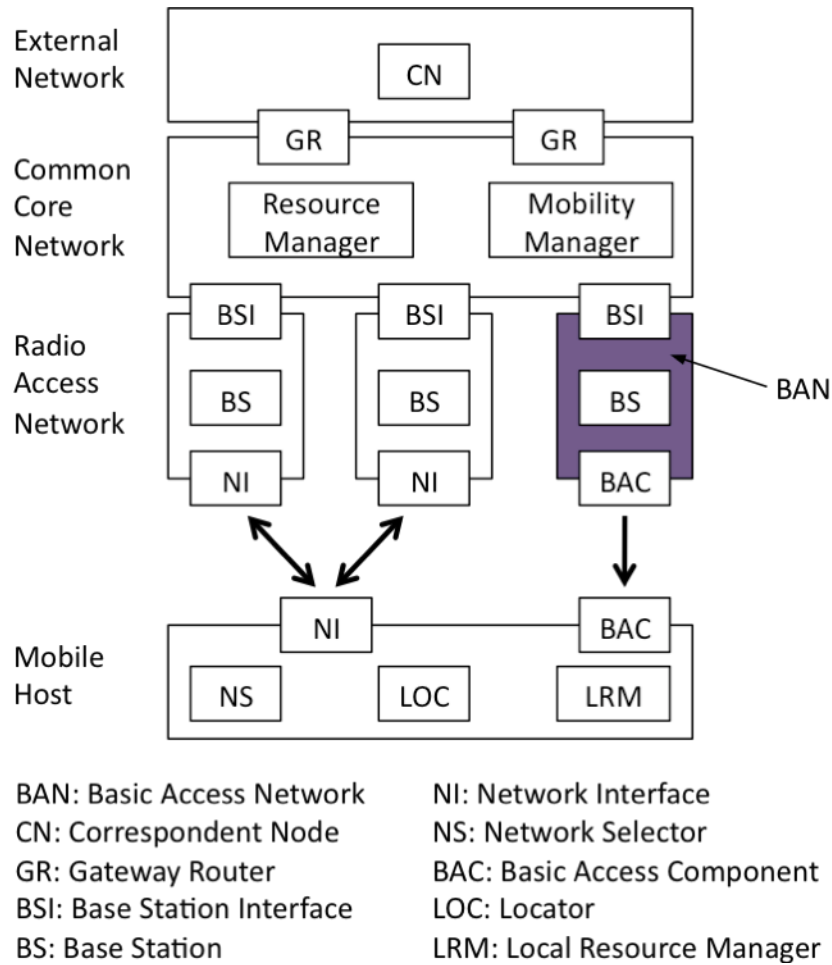 External
Network
CN
GR
GR
Common
Core
Network
Resource
Manager
Mobility
Manager
BSI
BSI
BSI
Radio
Access
Network
BS
BS
BS
BAN
NI
NI
BAC
NI
BAC
Mobile
Host
NS
LOC
LRM
BAN: Basic Access Network
CN: Correspondent Node
GR: Gateway Router
BSI: Base Station Interface
BS: Base Station
NI: Network Interface
NS: Network Selector
BAC: Basic Access Component
LOC: Locator
LRM: Local Resource Manager